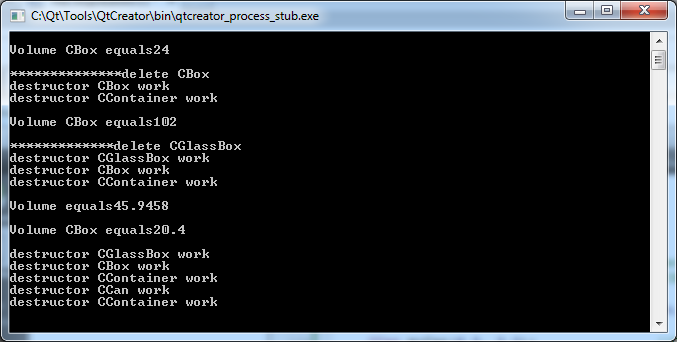 C:\Qt\Tools\QtCreator\bin\qtcreator_process_stub.exe
Volume CBox equals24
**************delete CBox
destructor CBox work
destructor CContainer work
Volume CBox equals102
*************delete CGlassBox
destructor CGlassBox work
destructor CBox work
destructor CContainer work
Volume equals45.9458
Volume CBox equals20.4
destructor CGlassBox work
destructor CBox work
destructor CContainer work
destructor CCan work
destructor CContainer work